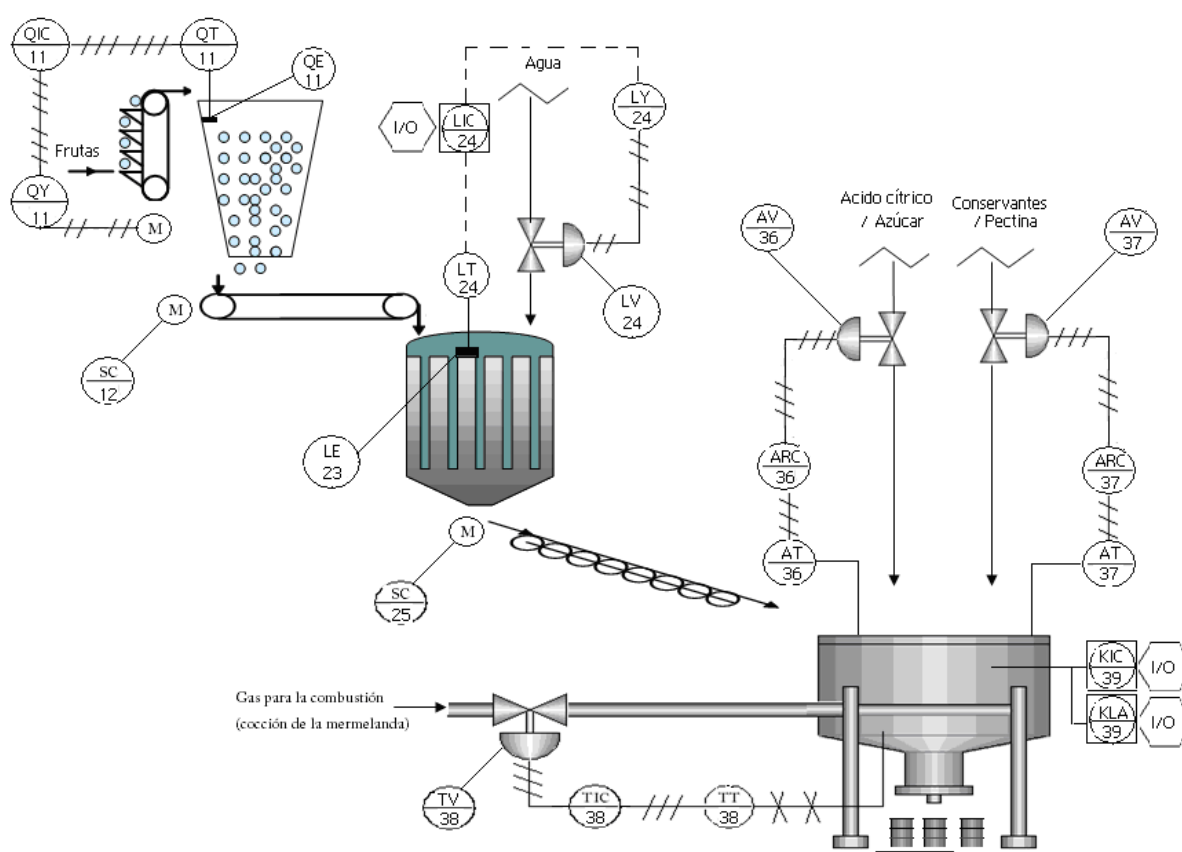 QIC
11
QT
11
QE
11
Frutas
QY
11
M
Agua
I/O
LIC
24
LY
24
LT
24
LV
24
M
SC
12
LE
23
M
SC
25
Acido cítrico
/ Azúcar
Conservantes
/ Pectina
AV
36
AV
37
ARC
36
ARC
37
AT
36
AT
37
KIC
39
I/O
KLA
39
I/O
Gas para la combustión
(cocción de la mermelanda)
TV
38
TIC
38
TT
38